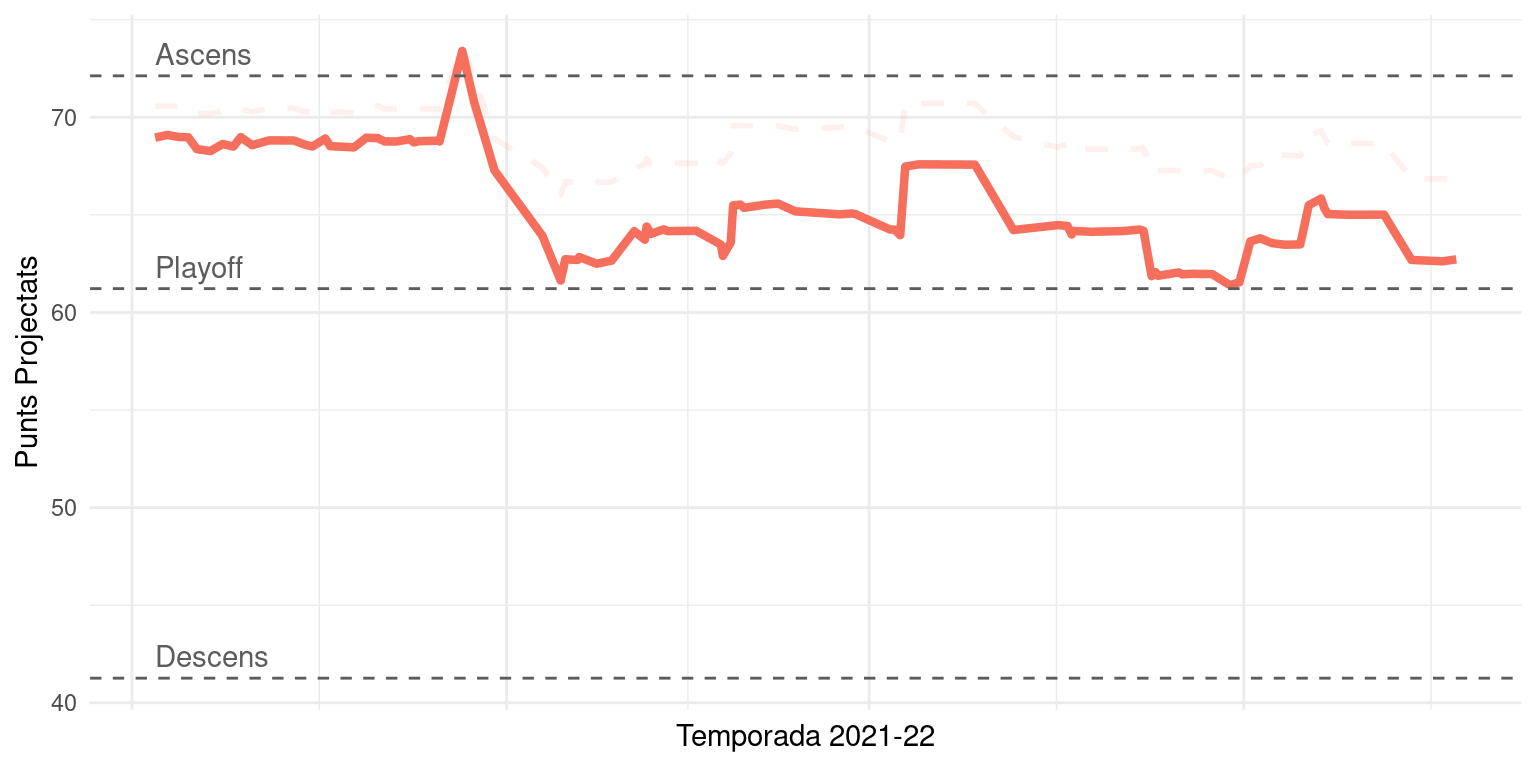 Ascens
70
Playoff
60
Punts Projectats
50
Descens
40
Temporada 2021-22